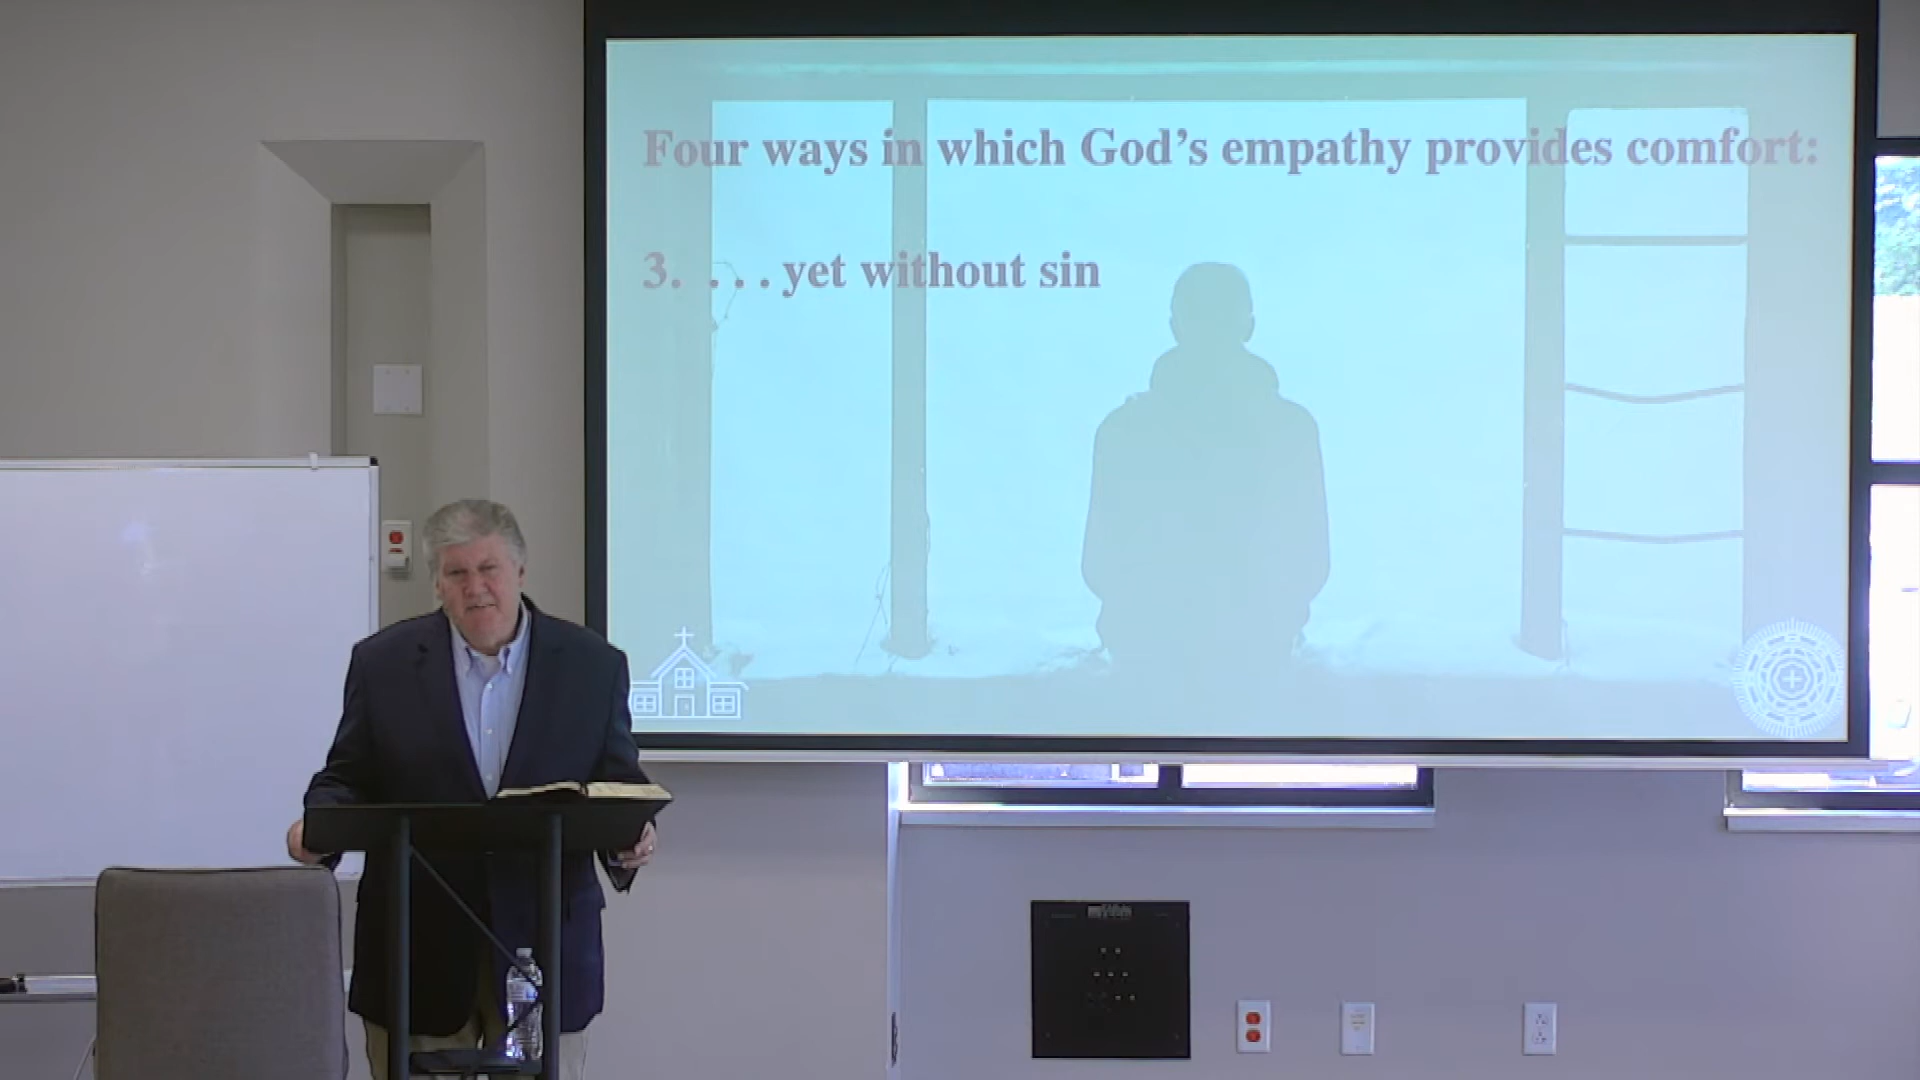 Four ways in which God’s empathy provides comfort:
3. . . . yet without sin